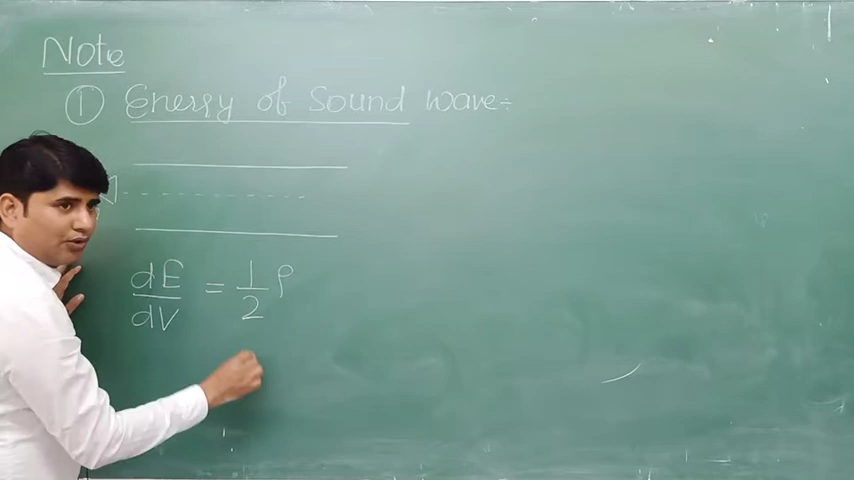 Note
① Energy of Sound Wave:-
dE/dV = 1/2 ρ